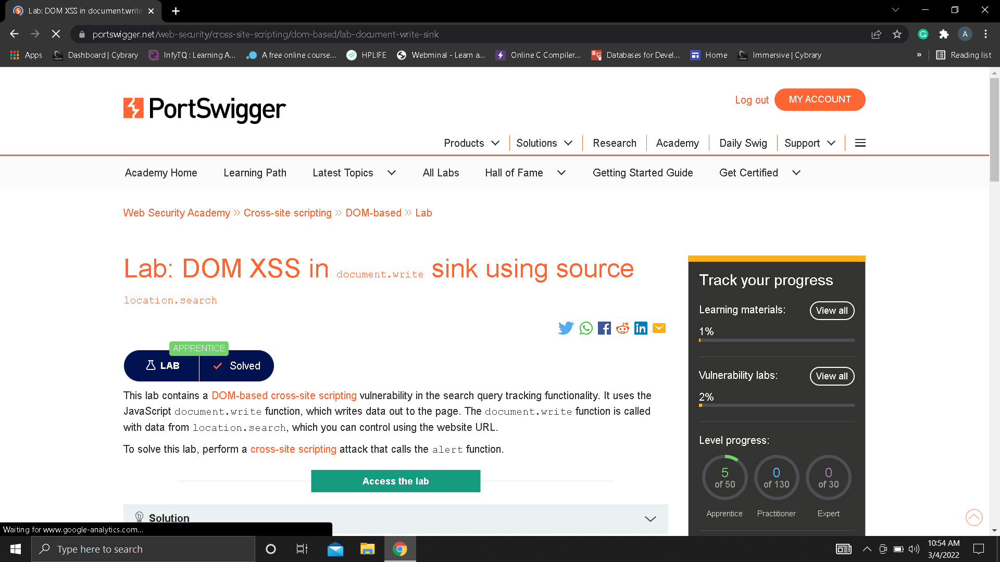 Lab: DOM XSS in document.write
portswigger.net/web-security/cross-site-scripting/dom-based/lab-document-write-sink
A
Apps
Dashboard | Cybrary
InfyTQ : Learning A...
A free online course...
HPLIFE
Webminal - Learn a...
Online C Compiler...
Databases for Devel...
Home
Immersive | Cybrary
»
Reading list
PortSwigger
Log out
MY ACCOUNT
Products
Solutions
Research
Academy
Daily Swig
Support
Academy Home
Learning Path
Latest Topics
All Labs
Hall of Fame
Getting Started Guide
Get Certified
Web Security Academy » Cross-site scripting » DOM-based » Lab
Lab: DOM XSS in document.write sink using source
location.search
APPRENTICE
LAB
Solved
This lab contains a DOM-based cross-site scripting vulnerability in the search query tracking functionality. It uses the
JavaScript document.write function, which writes data out to the page. The document.write function is called
with data from location.search, which you can control using the website URL.
To solve this lab, perform a cross-site scripting attack that calls the alert function.
Access the lab
Solution
Track your progress
Learning materials:
View all
1%
Vulnerability labs:
View all
2%
Level progress:
5
of 50
0
of 130
0
of 30
Apprentice
Practitioner
Expert
Waiting for www.google-analytics.com...
Type here to search
10:54 AM
3/4/2022